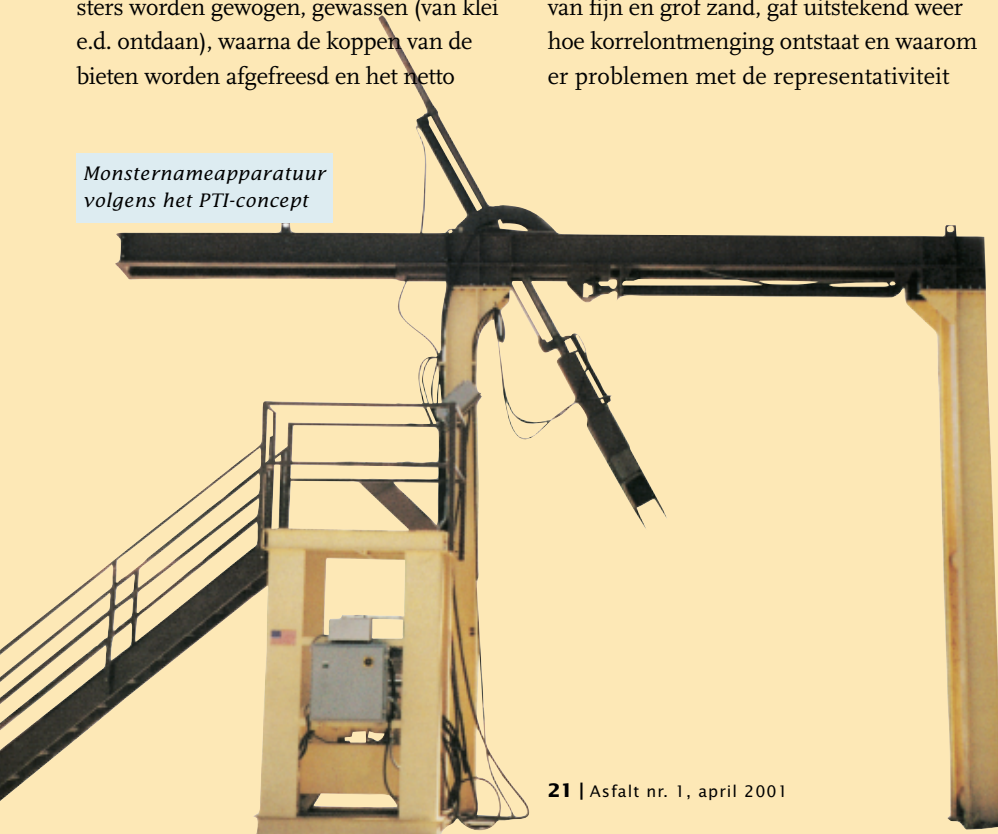 sters worden gewogen, gewassen (van klei
e.d. ontdaan), waarna de koppen van de
bieten worden afgefreesd en het netto
van fijn en grof zand, gaf uitstekend weer
hoe korrelontmenging ontstaat en waarom
er problemen met de representativiteit
Monsternameapparatuur
volgens het PTI-concept
21 | Asfalt nr. 1, april 2001